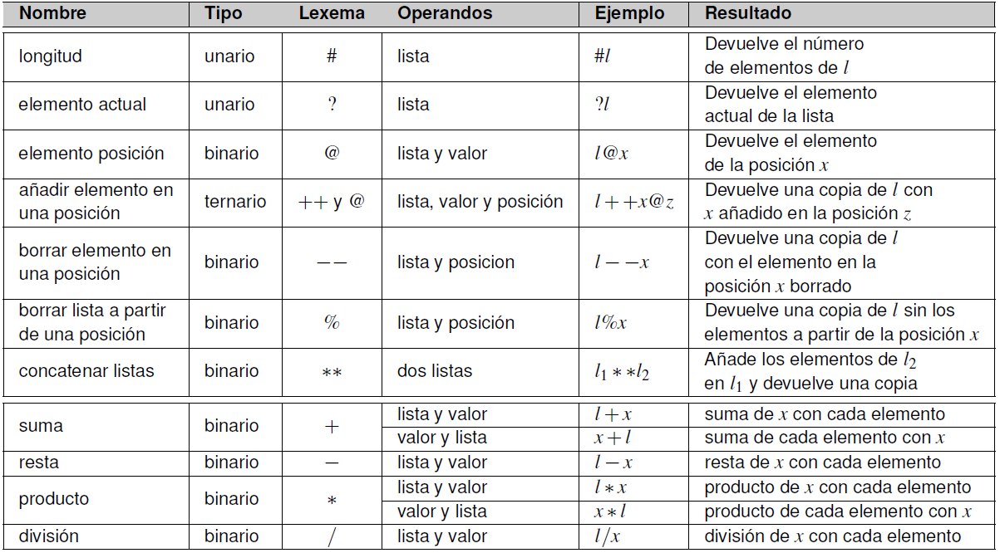 Nombre Tipo Lexema Operandos Ejemplo Resultado
longitud unario # lista #l Devuelve el número
de elementos de l
elemento actual unario ? lista ?l Devuelve el elemento
actual de la lista
elemento posición binario @ lista y valor l@x Devuelve el elemento
de la posición x
añadir elemento en
una posición ternario ++ y @ lista, valor y posición l++x@z Devuelve una copia de l con
x añadido en la posición z
borrar elemento en
una posición binario −− lista y posicion l−−x Devuelve una copia de l
con el elemento en la
posición x borrado
borrar lista a partir
de una posición binario % lista y posición l%x Devuelve una copia de l sin los
elementos a partir de la posición x
concatenar listas binario ** dos listas l1 **l2 Añade los elementos de l2
en l1 y devuelve una copia
suma binario + lista y valor l+x suma de x con cada elemento
valor y lista x+l suma de cada elemento con x
resta binario − lista y valor l−x resta de x con cada elemento
producto binario * lista y valor l*x producto de x con cada elemento
valor y lista x*l producto de cada elemento con x
división binario / lista y valor l/x división de x con cada elemento